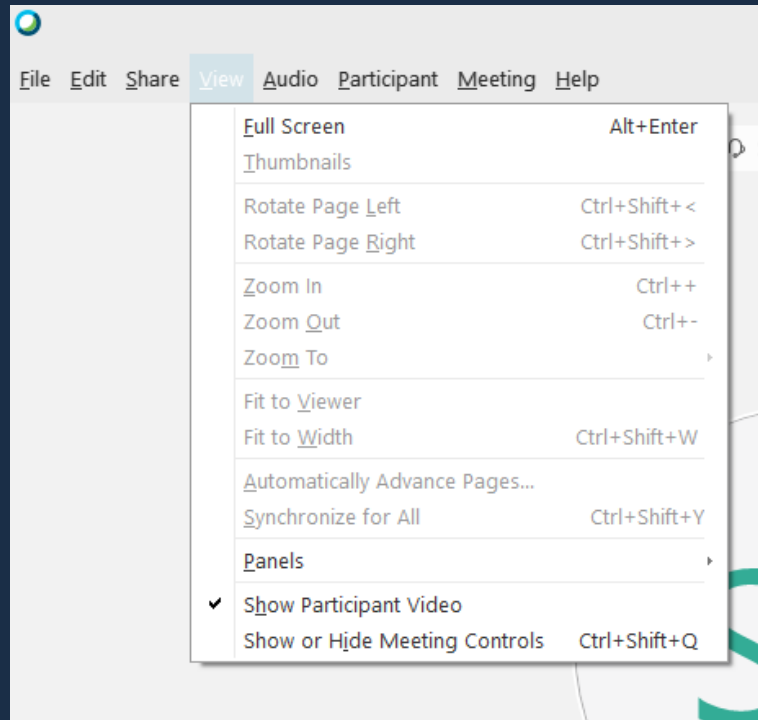 File Edit Share View Audio Participant Meeting Help
Full Screen Alt+Enter
Thumbnails
Rotate Page Left Ctrl+Shift+<
Rotate Page Right Ctrl+Shift+>
Zoom In Ctrl++
Zoom Out Ctrl+-
Zoom To
Fit to Viewer
Fit to Width Ctrl+Shift+W
Automatically Advance Pages...
Synchronize for All Ctrl+Shift+Y
Panels
Show Participant Video
Show or Hide Meeting Controls Ctrl+Shift+Q
S